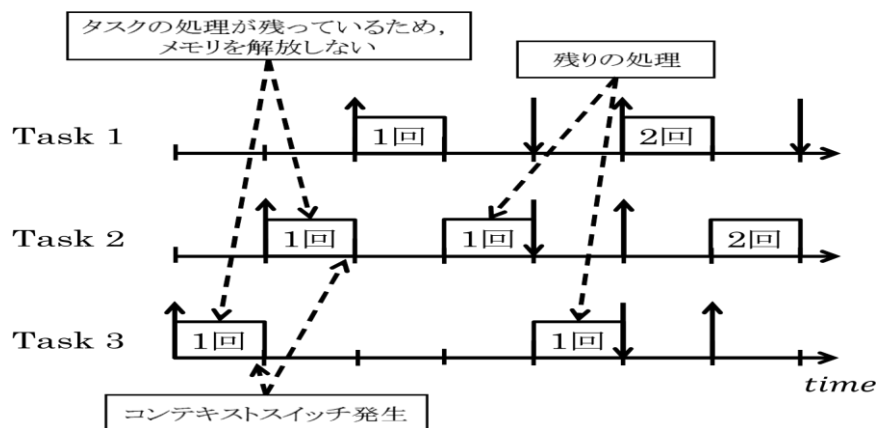 タスクの処理が残っているため,
メモリを解放しない
残りの処理
Task 1
1回
2回
Task 2
1回
1回
2回
Task 3
1回
1回
time
コンテキストスイッチ発生